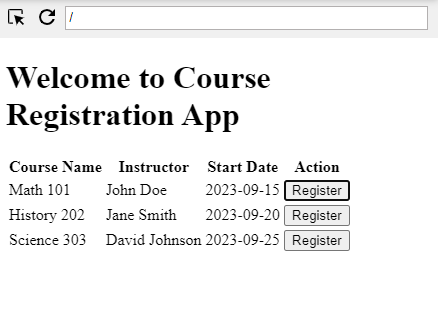 /
Welcome to Course
Registration App
Course Name Instructor Start Date Action
Math 101 John Doe 2023-09-15 Register
History 202 Jane Smith 2023-09-20 Register
Science 303 David Johnson 2023-09-25 Register